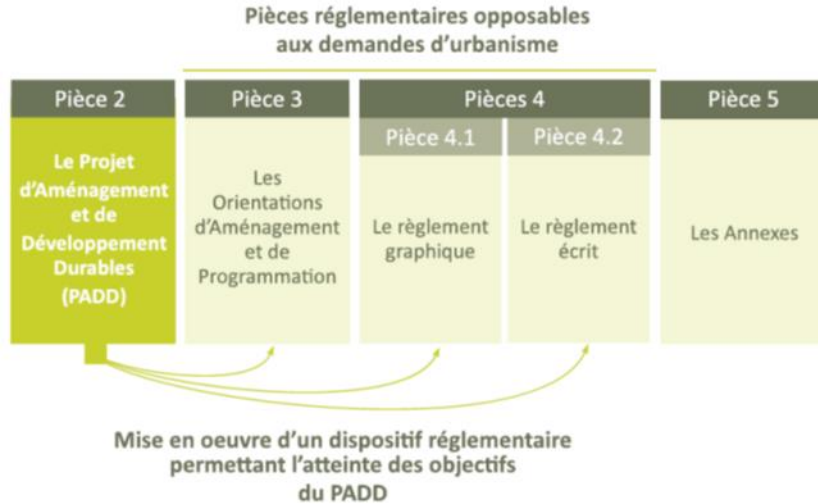 Pièces réglementaires opposables
aux demandes d'urbanisme
Pièce 2
Le Projet
d'Aménagement
et de
Développement
Durables
(PADD)
Pièce 3
Les
Orientations
d'Aménagement
et de
Programmation
Pièces 4
Pièce 4.1
Le règlement
graphique
Pièce 4.2
Le règlement
écrit
Pièce 5
Les Annexes
Mise en oeuvre d'un dispositif réglementaire
permettant l'atteinte des objectifs
du PADD